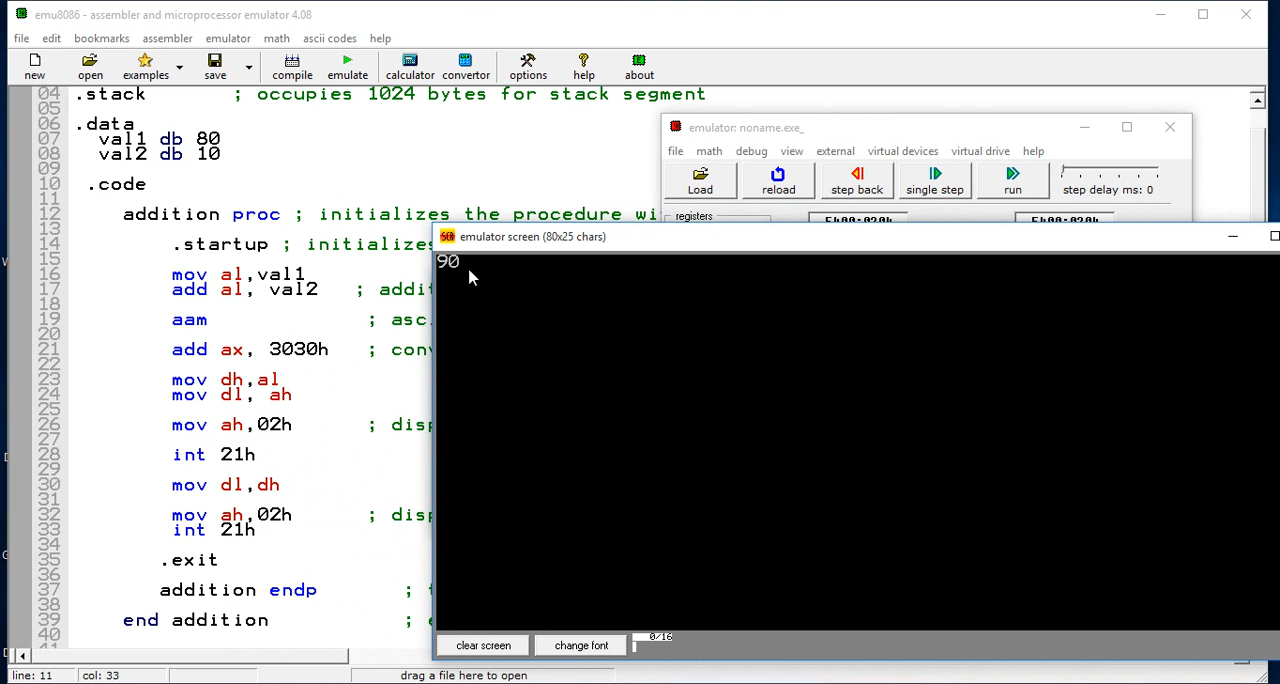 emu8086 - assembler and microprocessor emulator 4.08
file edit bookmarks assembler emulator math ascii codes help
new open examples save compile emulate calculator convertor options help about
04 .stack ; occupies 1024 bytes for stack segment
05
06 .data
07 val1 db 80
08 val2 db 10
09
10 .code
11
12 addition proc ; initializes the procedure wi
13
14 .startup ; initializes
15
16 mov al,val1
17 add al, val2 ; addit
18
19 aam ; asc
20
21 add ax, 3030h ; conv
22
23 mov dh,al
24 mov dl, ah
25
26 mov ah,02h ; disp
27
28 int 21h
29
30 mov dl,dh
31
32 mov ah,02h ; disp
33 int 21h
34
35 .exit
36
37 addition endp ;
38
39 end addition ; e
40
41
line: 11 col: 33 drag a file here to open
emulator: noname.exe_
file math debug view external virtual devices virtual drive help
Load reload step back single step run step delay ms: 0
registers
SCR emulator screen (80x25 chars)
90
clear screen change font 0/16